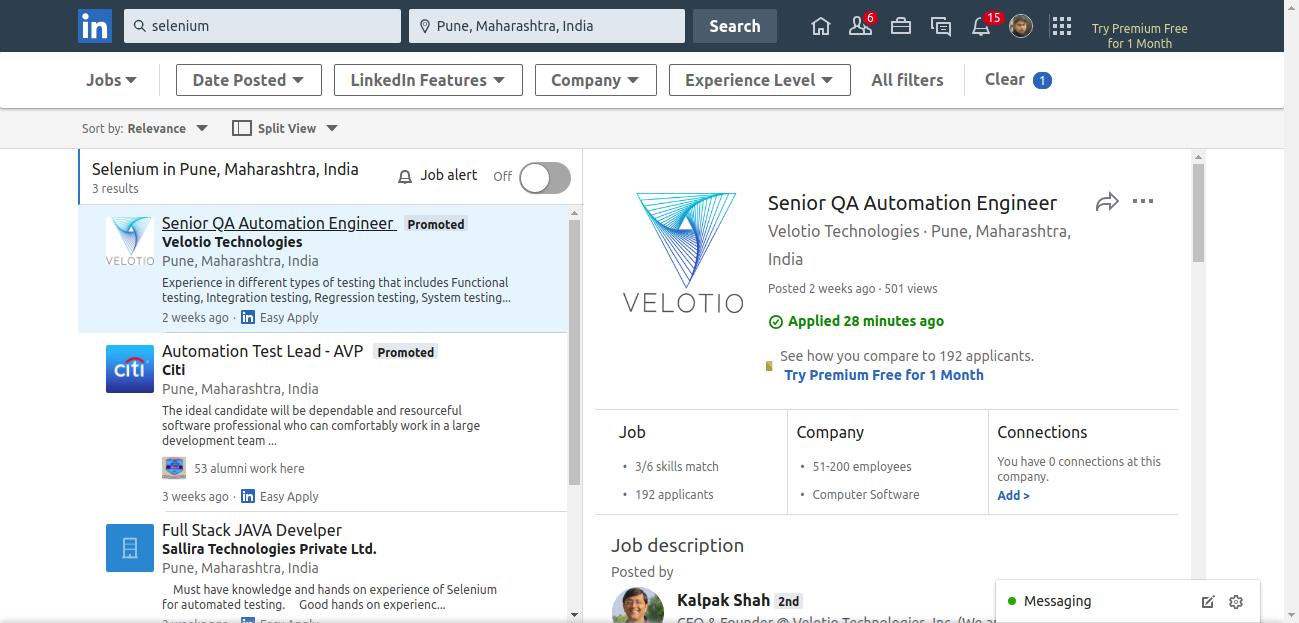 in
selenium
Pune, Maharashtra, India
Search
6
15
Try Premium Free
for 1 Month
Jobs
Date Posted
LinkedIn Features
Company
Experience Level
All filters
Clear 1
Sort by: Relevance
Split View
Selenium in Pune, Maharashtra, India
3 results
Job alert
Off
VELOTIO
Senior QA Automation Engineer Promoted
Velotio Technologies
Pune, Maharashtra, India
Experience in different types of testing that includes Functional
testing, Integration testing, Regression testing, System testing...
2 weeks ago · in Easy Apply
citi
Automation Test Lead - AVP Promoted
Citi
Pune, Maharashtra, India
The ideal candidate will be dependable and resourceful
software professional who can comfortably work in a large
development team ...
53 alumni work here
3 weeks ago · in Easy Apply
Full Stack JAVA Develper
Sallira Technologies Private Ltd.
Pune, Maharashtra, India
Must have knowledge and hands on experience of Selenium
for automated testing. Good hands on experienc...
VELOTIO
Senior QA Automation Engineer
Velotio Technologies · Pune, Maharashtra,
India
Posted 2 weeks ago · 501 views
Applied 28 minutes ago
See how you compare to 192 applicants.
Try Premium Free for 1 Month
Job
• 3/6 skills match
• 192 applicants
Company
• 51-200 employees
• Computer Software
Connections
You have 0 connections at this
company.
Add >
Job description
Posted by
Kalpak Shah 2nd
CEO & Founder @ Velotio Technologies, Inc. (We
Messaging